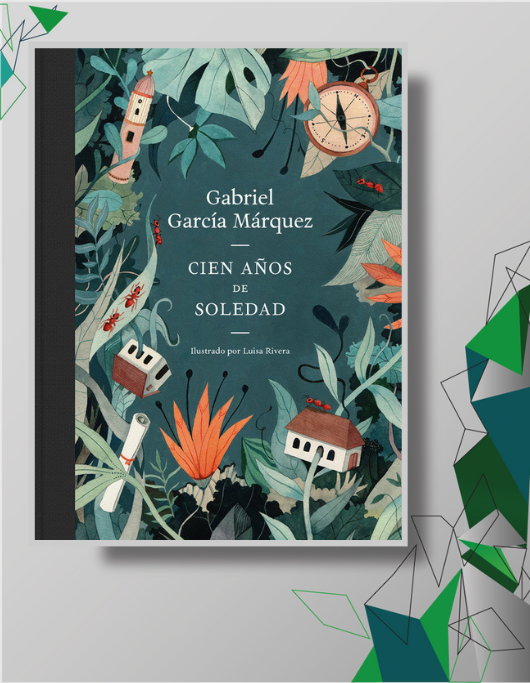 Gabriel
García Márquez
CIEN AÑOS
DE
SOLEDAD
Ilustrado por Luisa Rivera